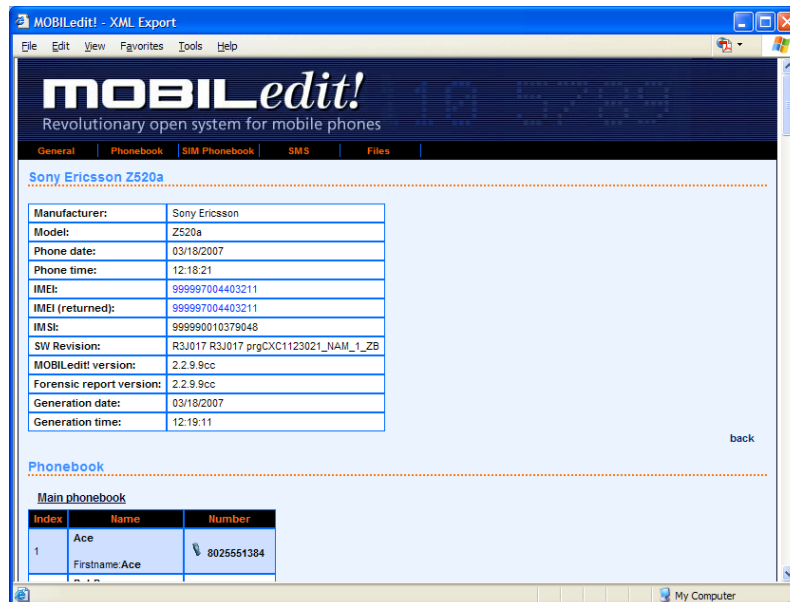 MOBILedit! - XML Export
File Edit View Favorites Tools Help
MOBILedit!
110 5789
Revolutionary open system for mobile phones
General Phonebook SIM Phonebook SMS Files
Sony Ericsson Z520a
Manufacturer: Sony Ericsson
Model: Z520a
Phone date: 03/18/2007
Phone time: 12:18:21
IMEI: 999997004403211
IMEI (returned): 999997004403211
IMSI: 999990010379048
SW Revision: R3J017 R3J017 prgCXC1123021_NAM_1_ZB
MOBILedit! version: 2.2.9.9cc
Forensic report version: 2.2.9.9cc
Generation date: 03/18/2007
Generation time: 12:19:11
back
Phonebook
Main phonebook
Index Name Number
1 Ace 8025551384
Firstname:Ace
My Computer